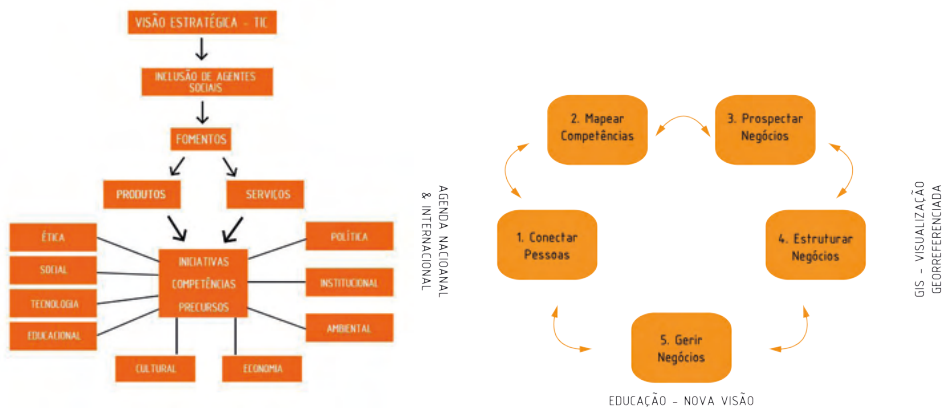 VISÃO ESTRATÉGICA - TIC
INCLUSÃO DE AGENTES
SOCIAIS
FOMENTOS
PRODUTOS
SERVIÇOS
ÉTICA
SOCIAL
TECNOLOGIA
EDUCACIONAL
INICIATIVAS
COMPETÊNCIAS
PRECURSOS
POLÍTICA
INSTITUCIONAL
AMBIENTAL
CULTURAL
ECONOMIA
AGENDA NACIOANAL
& INTERNACIONAL
2. Mapear
Competências
3. Prospectar
Negócios
1. Conectar
Pessoas
4. Estruturar
Negócios
5. Gerir
Negócios
GIS - VISUALIZAÇÃO
GEORREFERENCIADA
EDUCAÇÃO - NOVA VISÃO